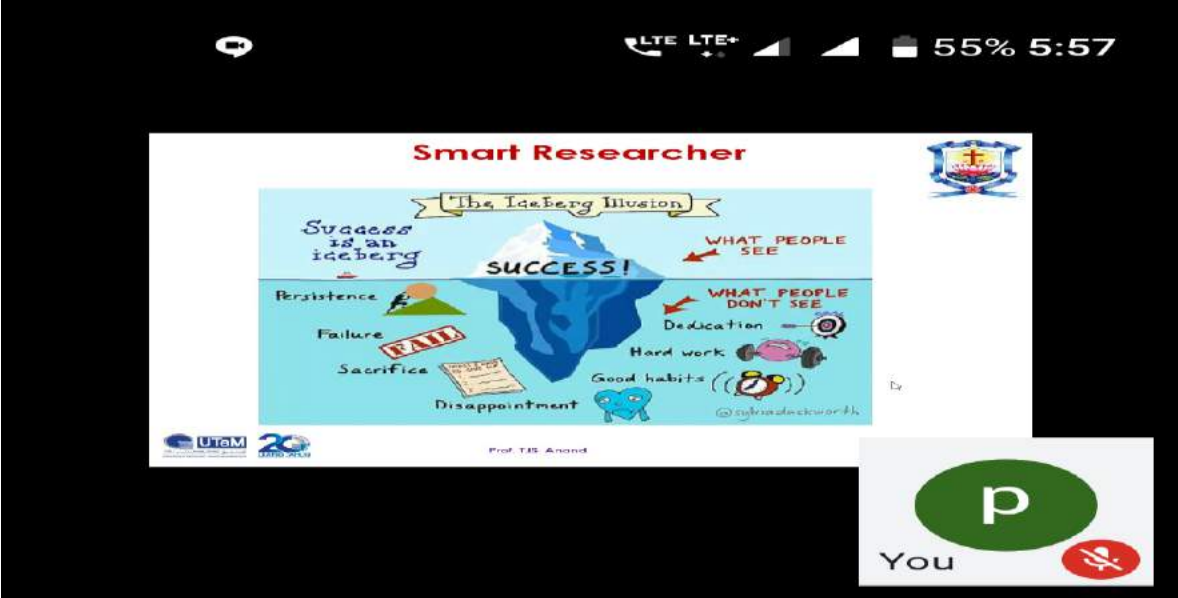 LTE LTE+ 55% 5:57
Smart Researcher
The Iceberg Illusion
Success
is an
iceberg
WHAT PEOPLE
SEE
SUCCESS!
WHAT PEOPLE
DON'T SEE
Persistence
Dedication
Failure
FAIL
Hard work
Sacrifice
Good habits
Disappointment
@sylviaduckworth
UTeM
20
Prof. TJS Anand
p
You